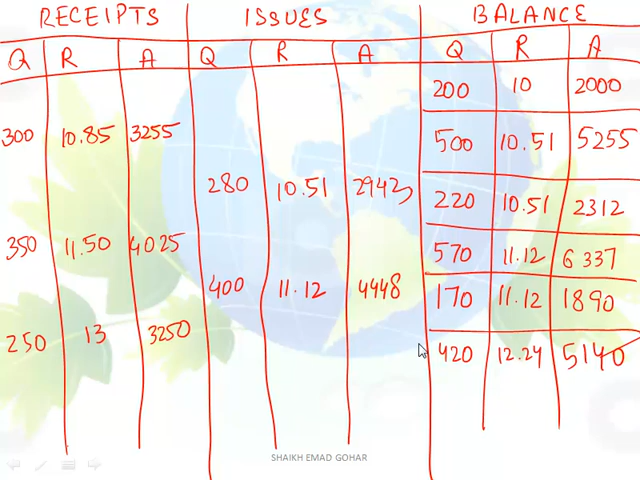 RECEIPTS ISSUES BALANCE
Q R A Q R A Q R A
200 10 2000
300 10.85 3255 500 10.51 5255
280 10.51 2943 220 10.51 2312
350 11.50 4025 570 11.12 6337
400 11.12 4448 170 11.12 1890
250 13 3250 420 12.24 5140
SHAIKH EMAD GOHAR